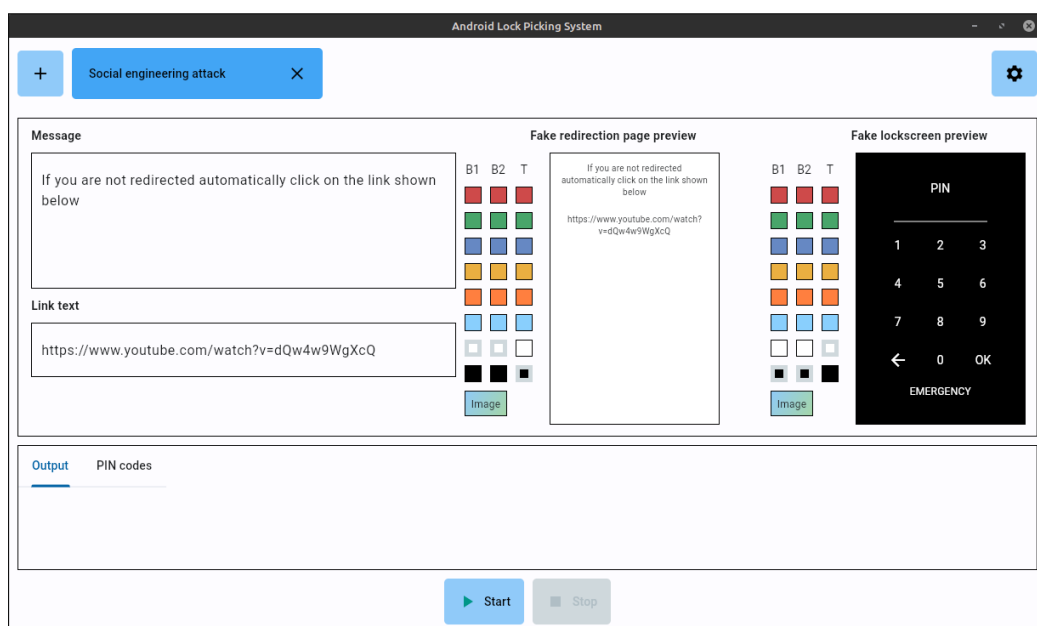 Android Lock Picking System
+ Social engineering attack
Message
Fake redirection page preview
Fake lockscreen preview
If you are not redirected automatically click on the link shown
below
Link text
https://www.youtube.com/watch?v=dQw4w9WgXcQ
B1 B2 T
Image
If you are not redirected
automatically click on the link shown
below
https://www.youtube.com/watch?
v=dQw4w9WgXcQ
B1 B2 T
Image
PIN
1 2 3
4 5 6
7 8 9
0 OK
EMERGENCY
Output PIN codes
Start Stop